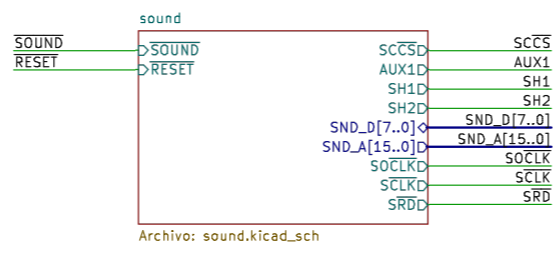 sound
SOUND SOUND SCCS SCCS
RESET RESET AUX1 AUX1
SH1 SH1
SH2 SH2
SND_D[7..0] SND_D[7..0]
SND_A[15..0] SND_A[15..0]
SOCLK SOCLK
SCLK SCLK
SRD SRD
Archivo: sound.kicad_sch